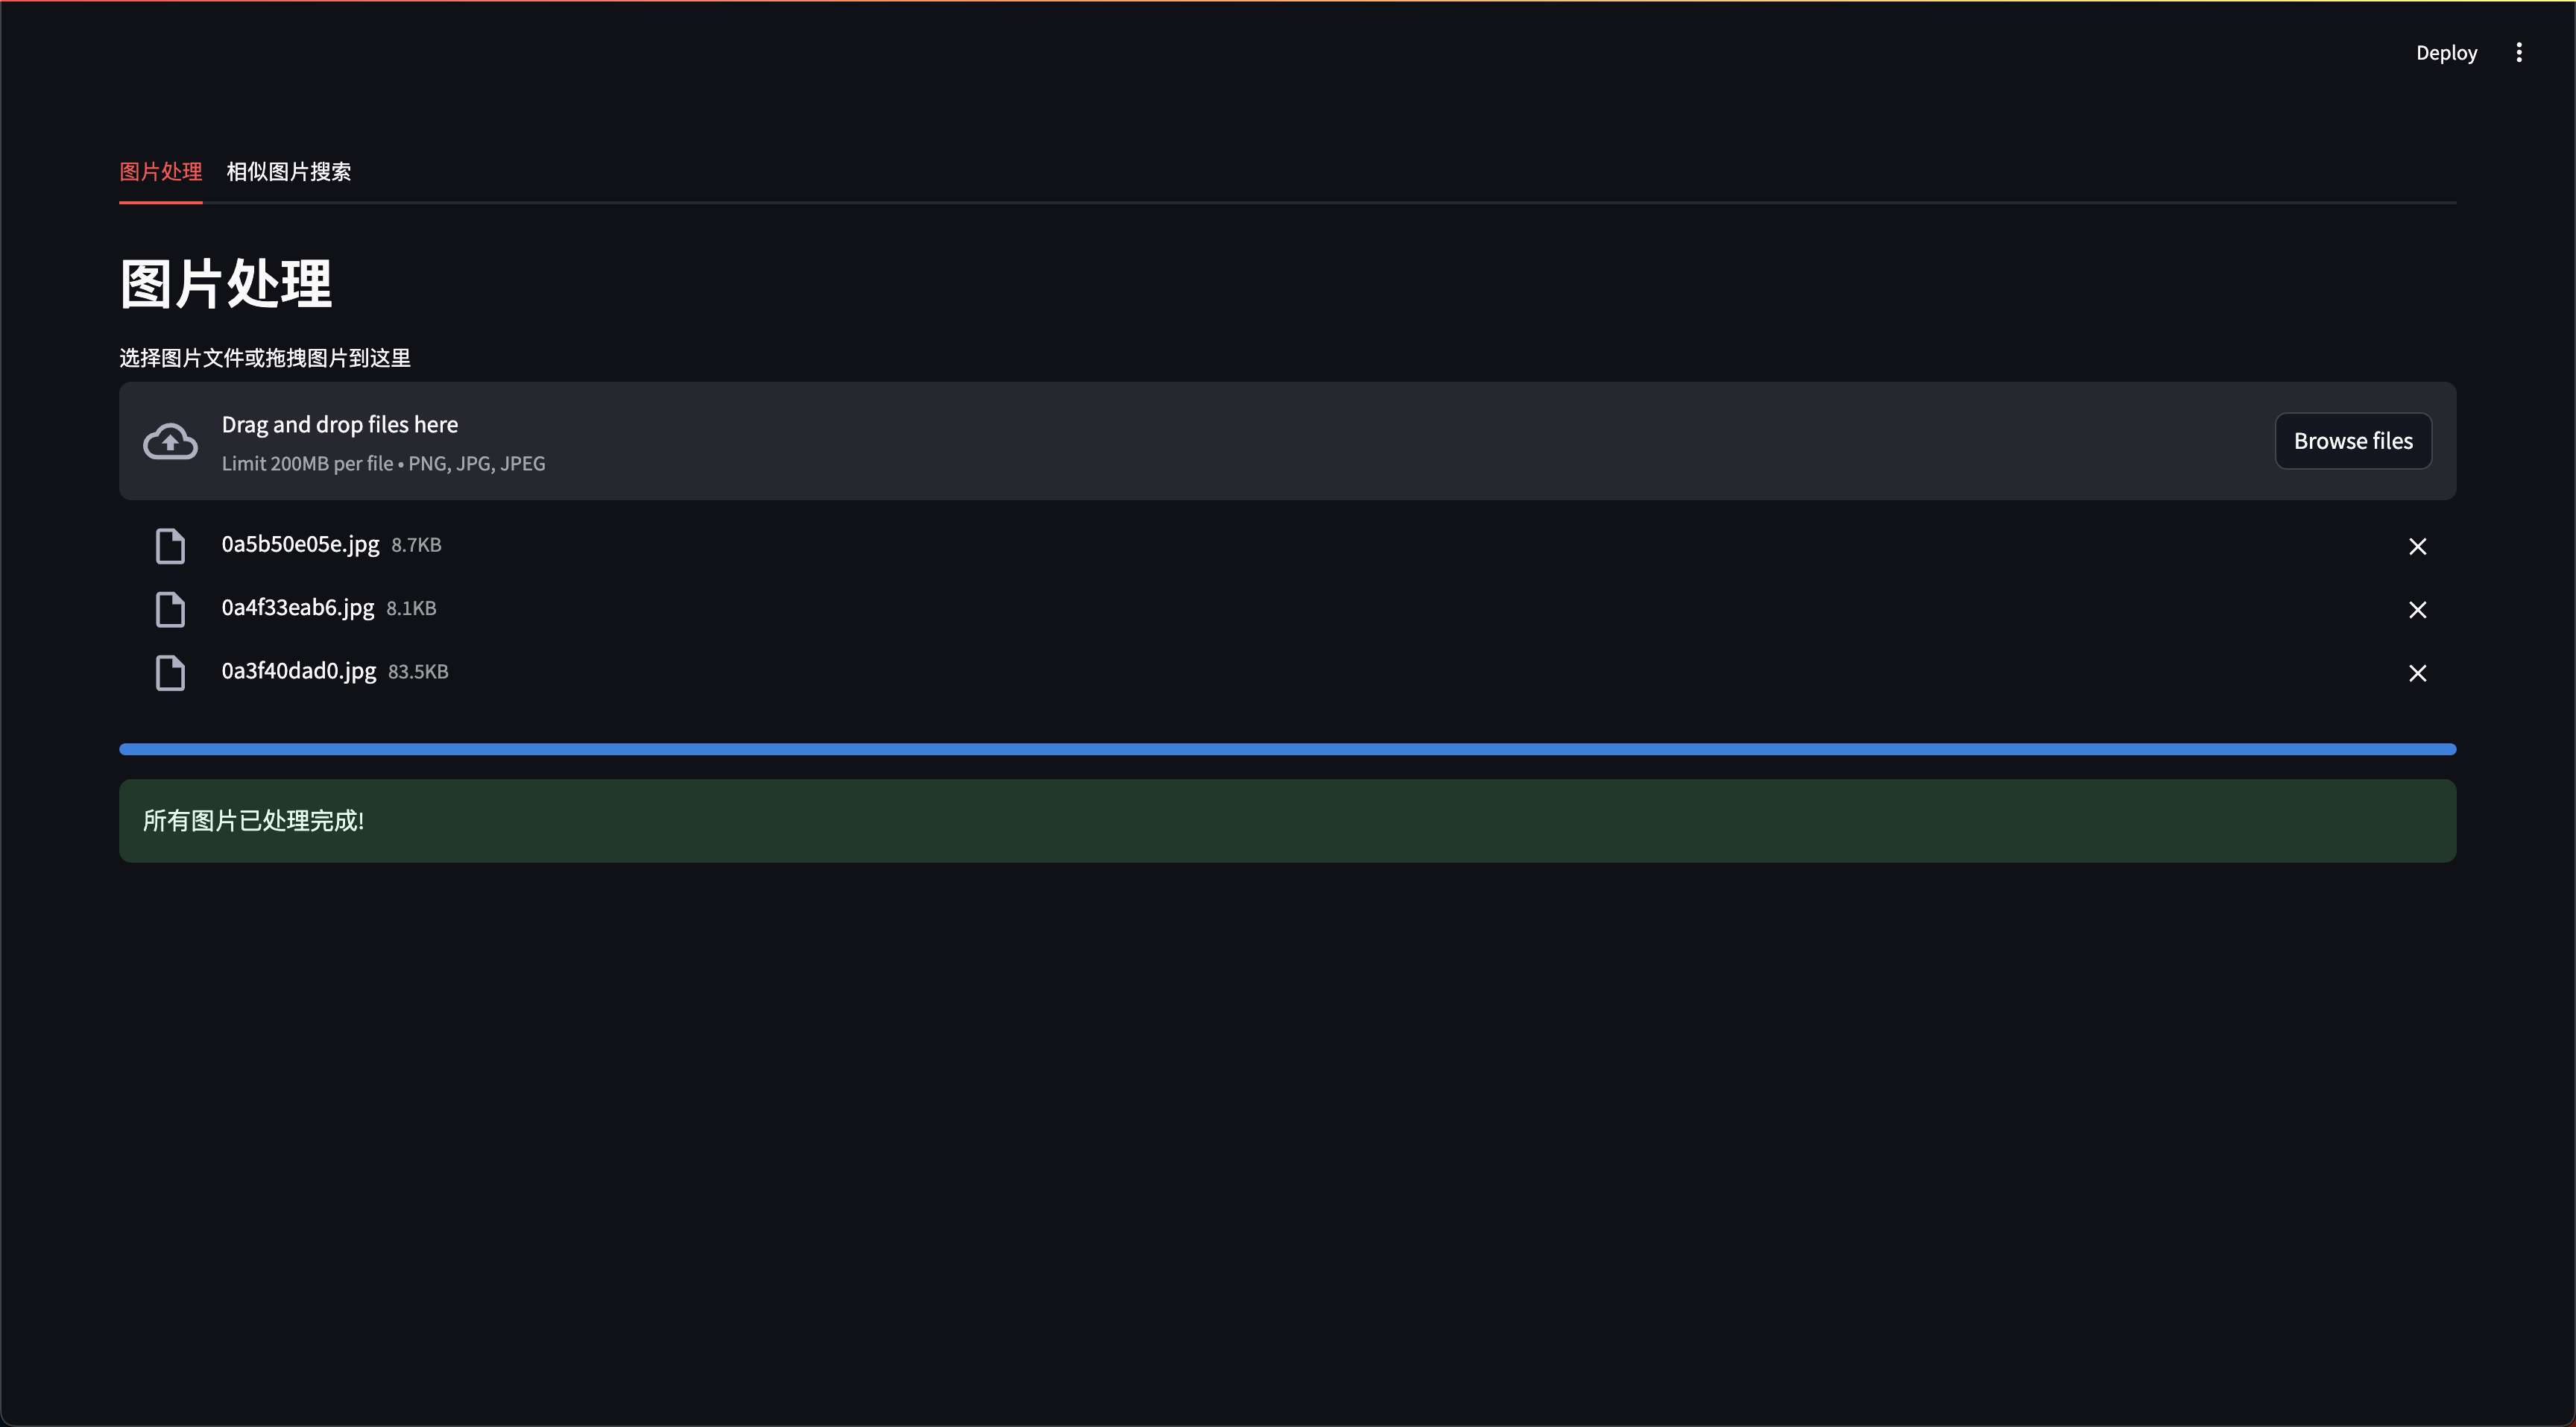 Deploy
图片处理 相似图片搜索
图片处理
选择图片文件或拖拽图片到这里
Drag and drop files here
Limit 200MB per file • PNG, JPG, JPEG
Browse files
0a5b50e05e.jpg 8.7KB
0a4f33eab6.jpg 8.1KB
0a3f40dad0.jpg 83.5KB
所有图片已处理完成!